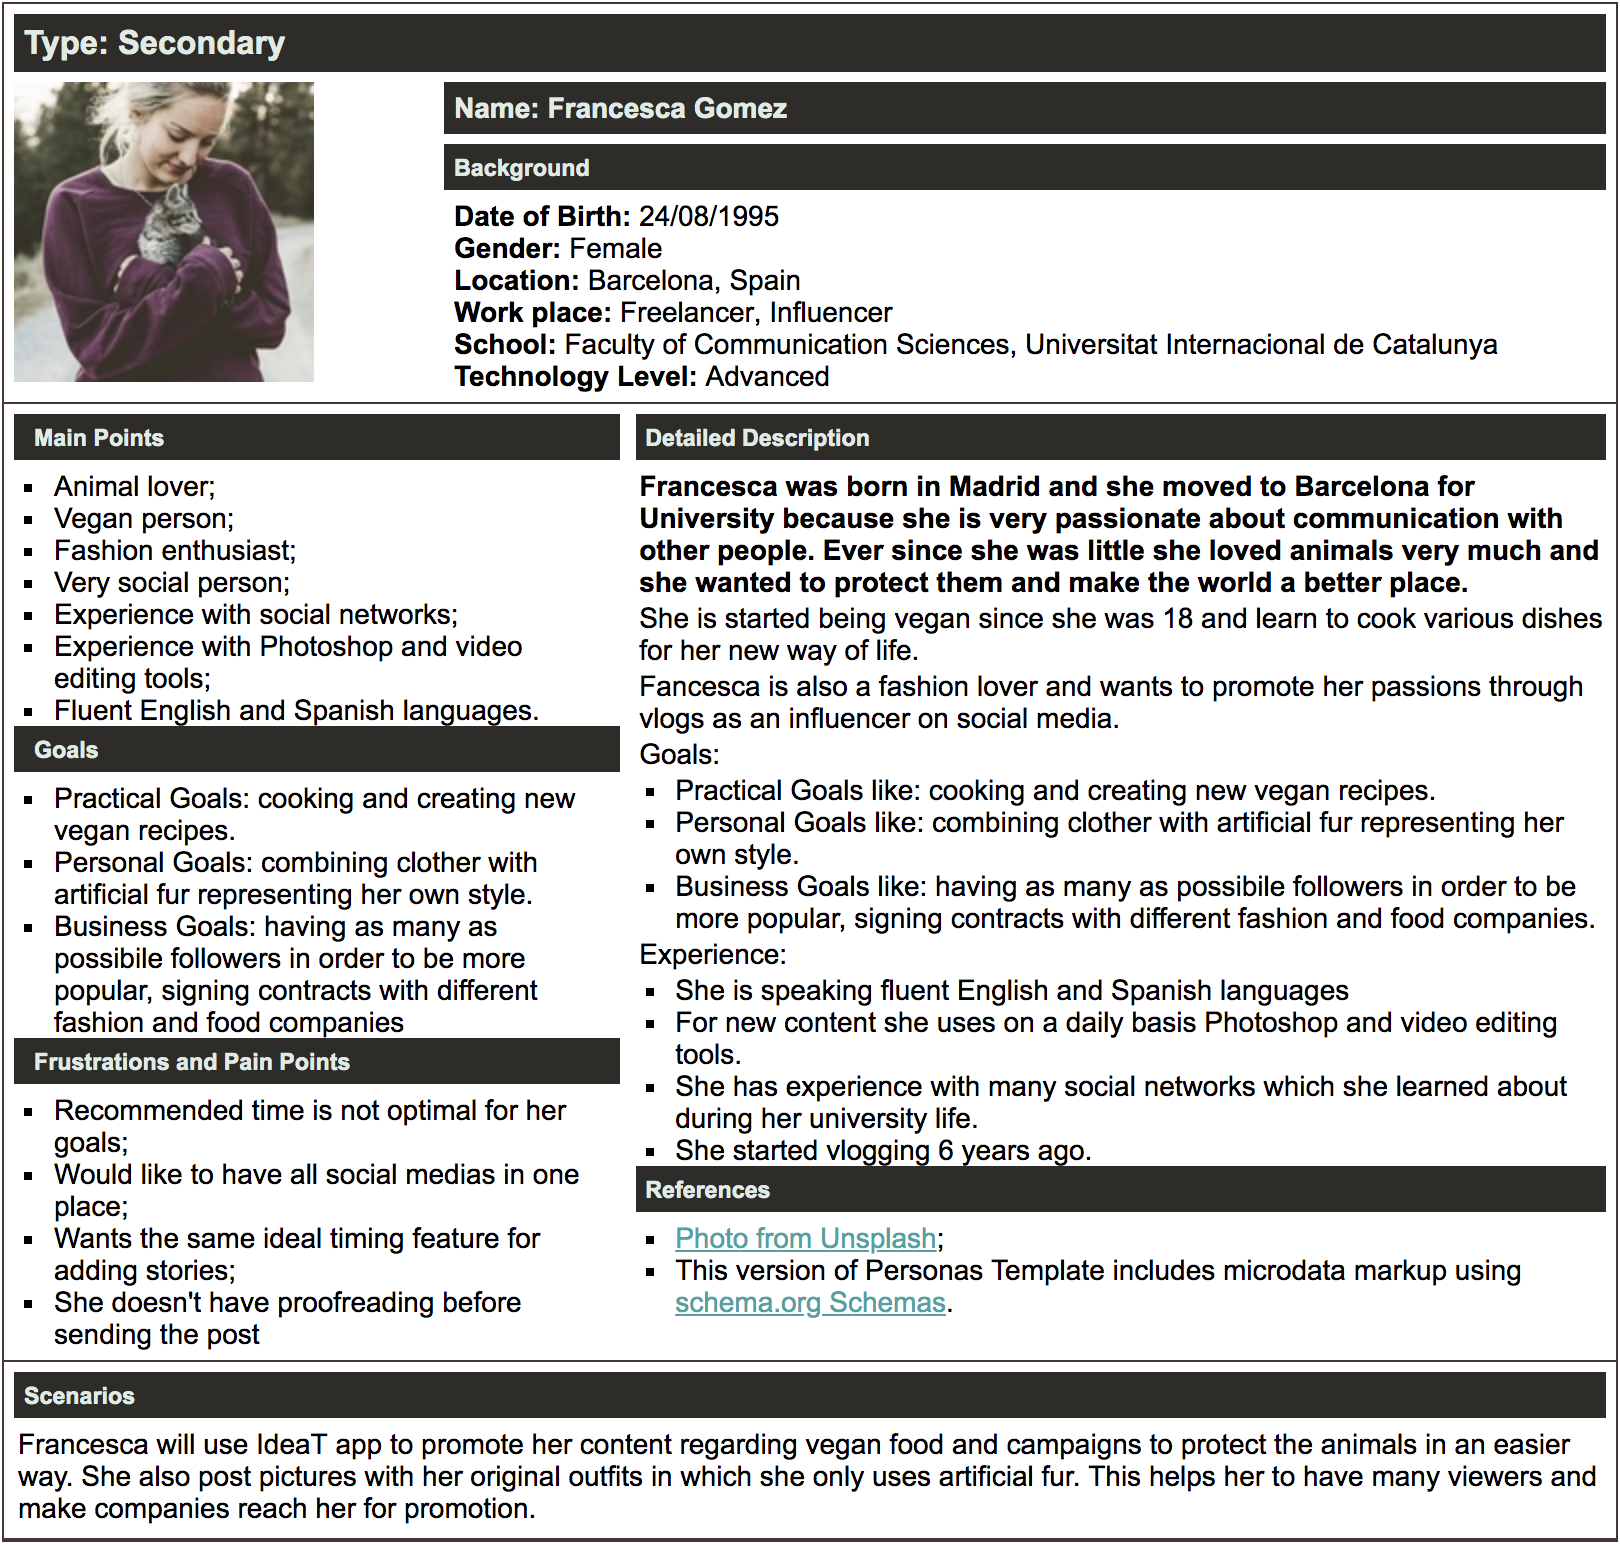 Type: Secondary
Name: Francesca Gomez
Background
Date of Birth: 24/08/1995
Gender: Female
Location: Barcelona, Spain
Work place: Freelancer, Influencer
School: Faculty of Communication Sciences, Universitat Internacional de Catalunya
Technology Level: Advanced
Main Points
Animal lover;
Vegan person;
Fashion enthusiast;
Very social person;
Experience with social networks;
Experience with Photoshop and video
editing tools;
Fluent English and Spanish languages.
Goals
Practical Goals: cooking and creating new
vegan recipes.
Personal Goals: combining clother with
artificial fur representing her own style.
Business Goals: having as many as
possibile followers in order to be more
popular, signing contracts with different
fashion and food companies
Frustrations and Pain Points
Recommended time is not optimal for her
goals;
Would like to have all social medias in one
place;
Wants the same ideal timing feature for
adding stories;
She doesn't have proofreading before
sending the post
Detailed Description
Francesca was born in Madrid and she moved to Barcelona for
University because she is very passionate about communication with
other people. Ever since she was little she loved animals very much and
she wanted to protect them and make the world a better place.
She is started being vegan since she was 18 and learn to cook various dishes
for her new way of life.
Fancesca is also a fashion lover and wants to promote her passions through
vlogs as an influencer on social media.
Goals:
Practical Goals like: cooking and creating new vegan recipes.
Personal Goals like: combining clother with artificial fur representing her
own style.
Business Goals like: having as many as possibile followers in order to be
more popular, signing contracts with different fashion and food companies.
Experience:
She is speaking fluent English and Spanish languages
For new content she uses on a daily basis Photoshop and video editing
tools.
She has experience with many social networks which she learned about
during her university life.
She started vlogging 6 years ago.
References
Photo from Unsplash;
This version of Personas Template includes microdata markup using
schema.org Schemas.
Scenarios
Francesca will use IdeaT app to promote her content regarding vegan food and campaigns to protect the animals in an easier
way. She also post pictures with her original outfits in which she only uses artificial fur. This helps her to have many viewers and
make companies reach her for promotion.